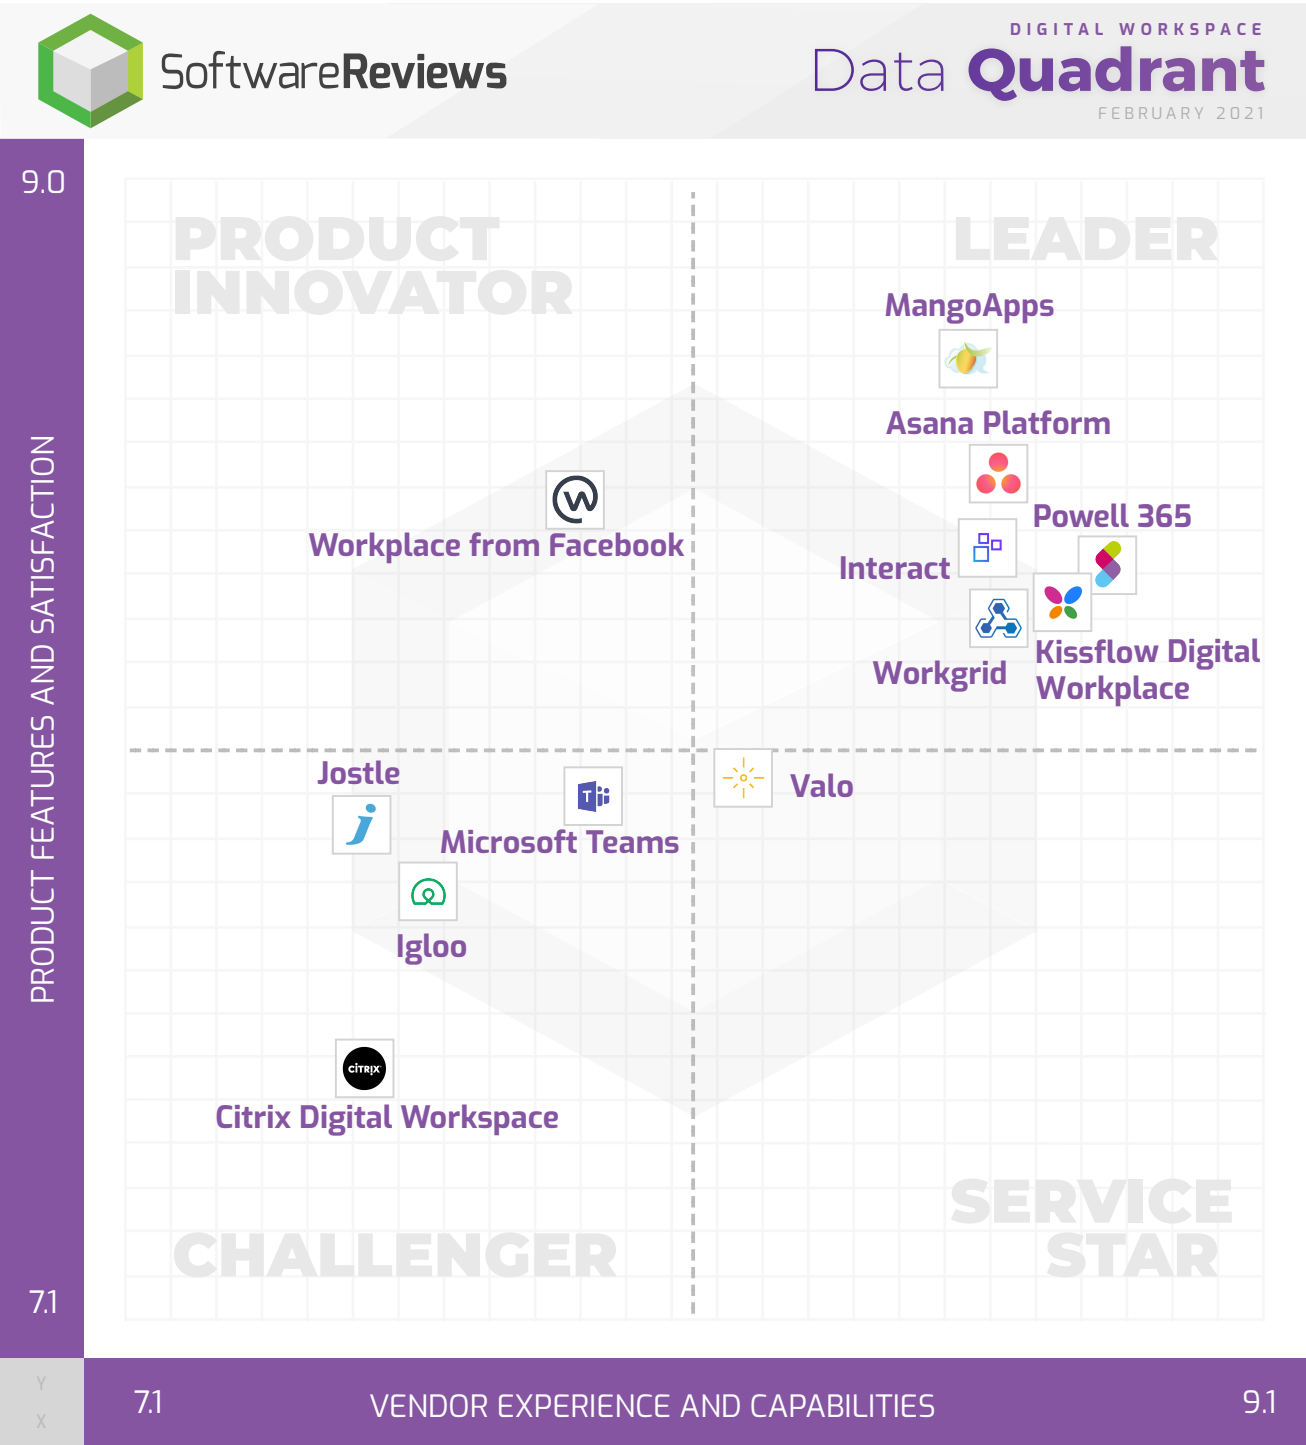 SoftwareReviews
DIGITAL WORKSPACE
Data Quadrant
FEBRUARY 2021
9.0
PRODUCT FEATURES AND SATISFACTION
7.1
PRODUCT
INNOVATOR
LEADER
MangoApps
Asana Platform
Powell 365
Interact
Workplace from Facebook
Kissflow Digital
Workplace
Workgrid
Jostle
Valo
T
Microsoft Teams
Igloo
CITRIX
Citrix Digital Workspace
SERVICE
STAR
CHALLENGER
Y
X
7.1
VENDOR EXPERIENCE AND CAPABILITIES
9.1